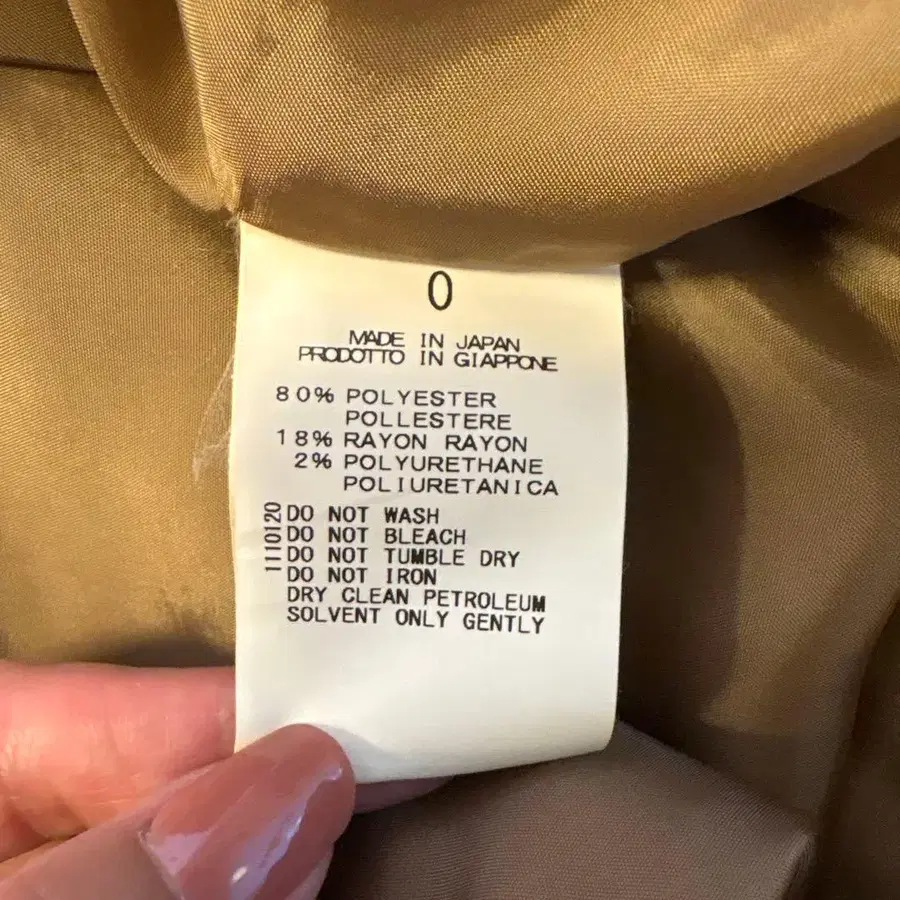 0
MADE IN JAPAN
PRODOTTO IN GIAPPONE
80% POLYESTER
POLLESTERE
18% RAYON RAYON
2% POLYURETHANE
POLIURETANICA
DO NOT WASH
DO NOT BLEACH
DO NOT TUMBLE DRY
DO NOT IRON
DRY CLEAN PETROLEUM
SOLVENT ONLY GENTLY
1110120